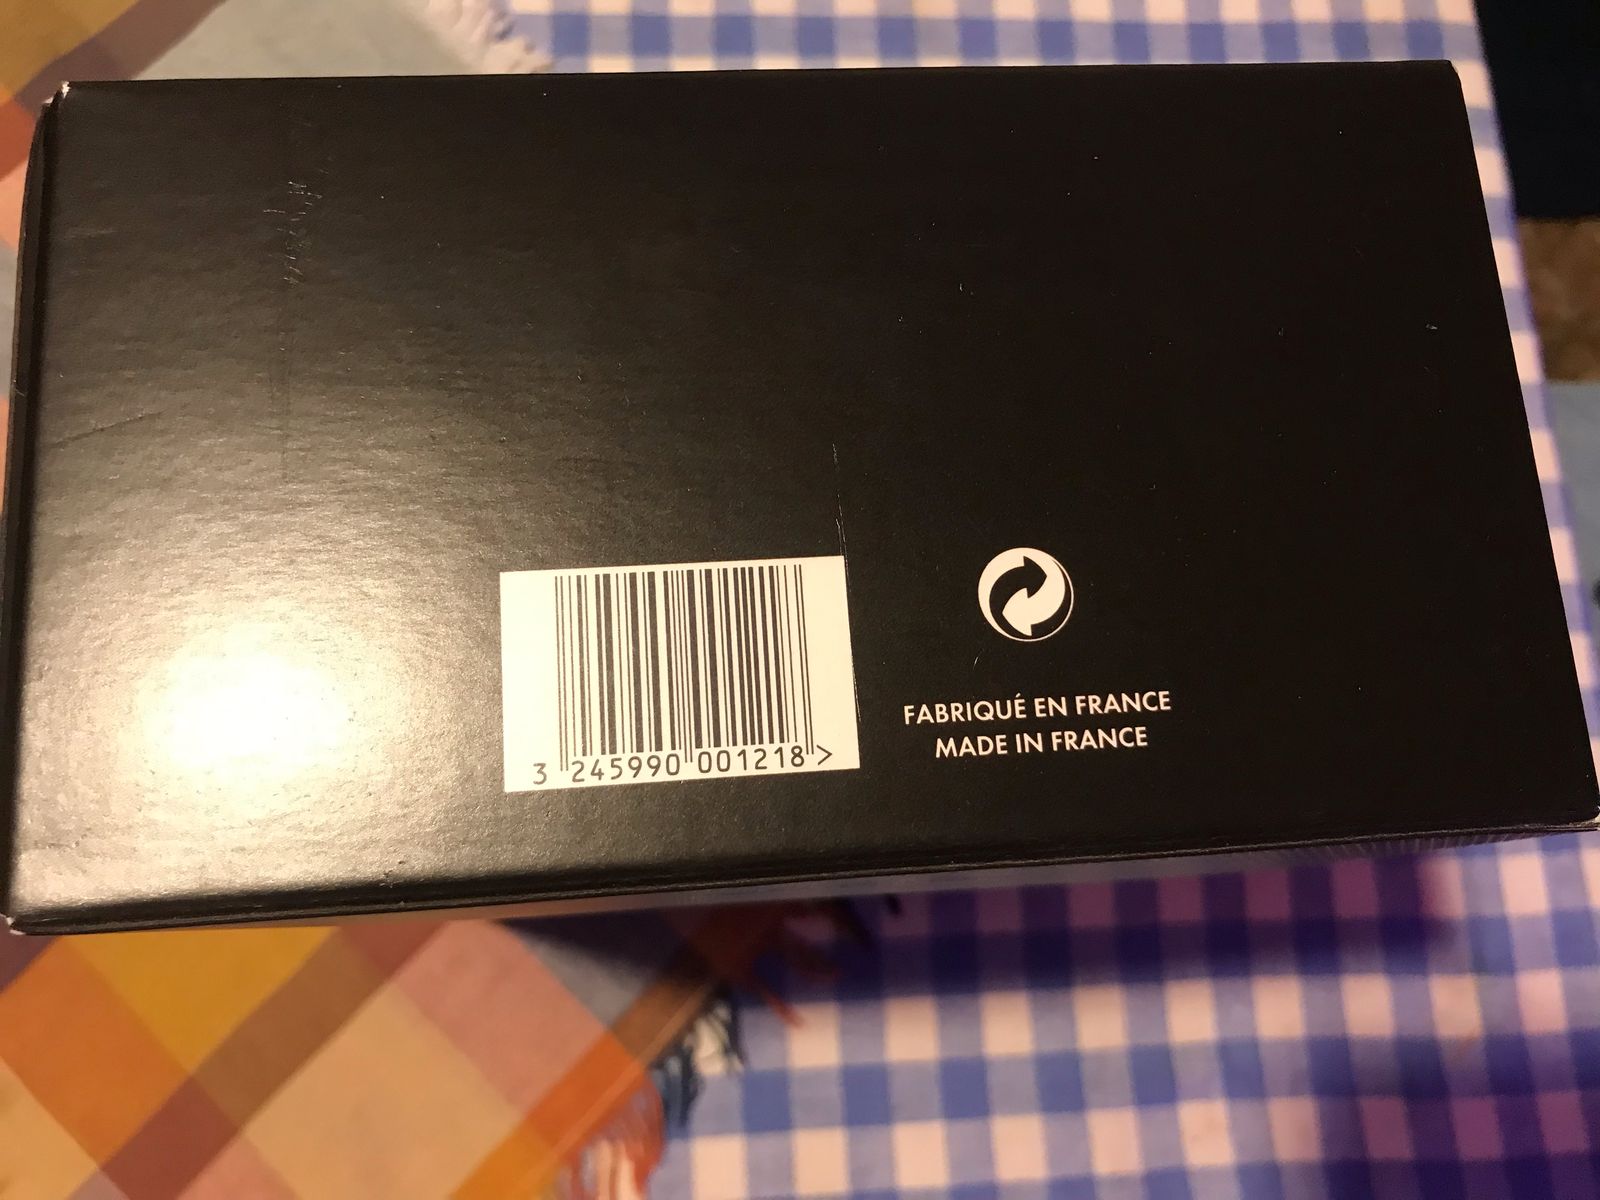 3 245990 001218 >
FABRIQUÉ EN FRANCE
MADE IN FRANCE